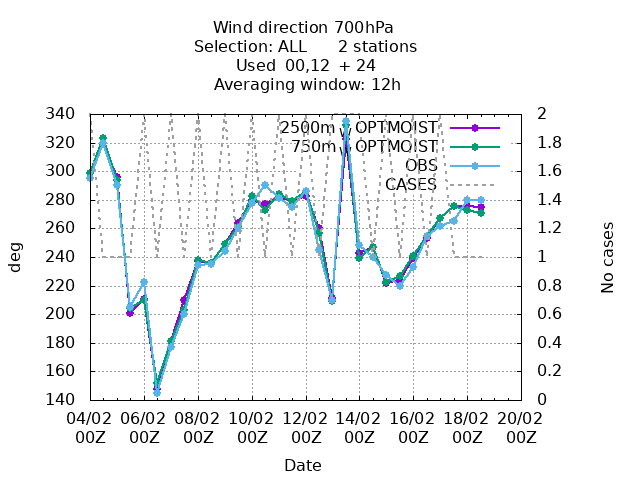 Wind direction 700hPa
Selection: ALL      2 stations
Used  00,12  + 24
Averaging window: 12h
340
320
300
280
260
240
220
200
180
160
140
2
1.8
1.6
1.4
1.2
1
0.8
0.6
0.4
0.2
0
2500m w OPTMOIST
750m w OPTMOIST
OBS
CASES
deg
No cases
04/02 06/02 08/02 10/02 12/02 14/02 16/02 18/02 20/02
00Z 00Z 00Z 00Z 00Z 00Z 00Z 00Z 00Z
Date